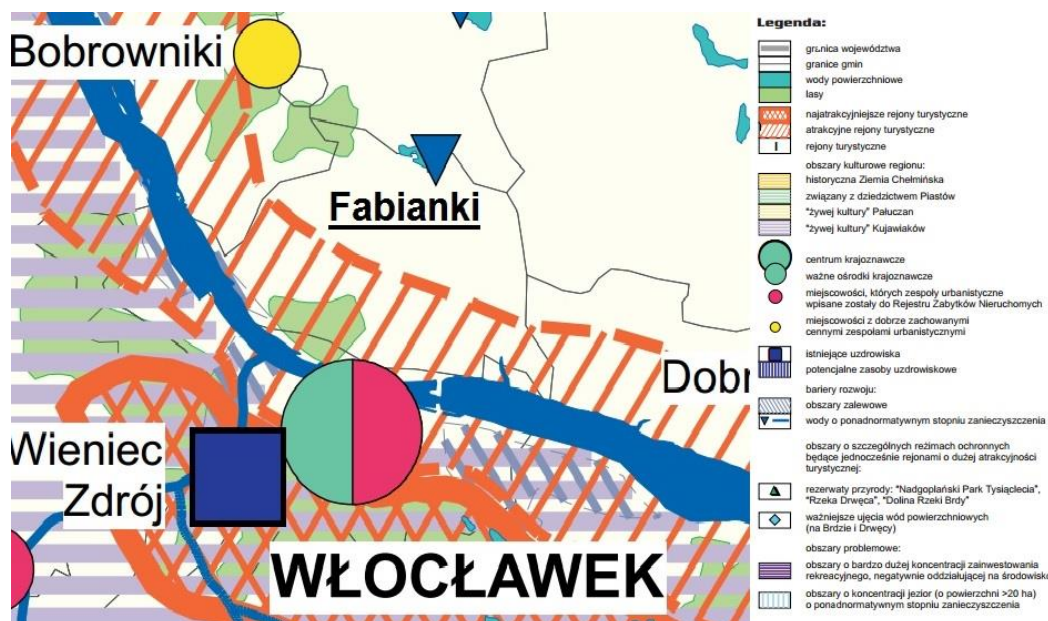 Bobrowniki
Fabianki
Dobr
Wieniec
Zdrój
WŁOCŁAWEK
Legenda:
granica województwa
granice gmin
wody powierzchniowe
lasy
najatrakcyjniejsze rejony turystyczne
atrakcyjne rejony turystyczne
I
rejony turystyczne
obszary kulturowe regionu:
historyczna Ziemia Chełmińska
związany z dziedzictwem Piastów
"żywej kultury" Pałuczan
"żywej kultury" Kujawiaków
centrum krajoznawcze
ważne ośrodki krajoznawcze
miejscowości, których zespoły urbanistyczne
wpisane zostały do Rejestru Zabytków Nieruchomych
miejscowości z dobrze zachowanymi
cennymi zespołami urbanistycznymi
istniejące uzdrowiska
potencjalne zasoby uzdrowiskowe
bariery rozwoju:
obszary zalewowe
wody o ponadnormatywnym stopniu zanieczyszczenia
obszary o szczególnych reżimach ochronnych
będące jednocześnie rejonami o dużej atrakcyjności
turystycznej:
rezerwaty przyrody: "Nadgoplański Park Tysiąclecia",
"Rzeka Drwęca", "Dolina Rzeki Brdy"
ważniejsze ujęcia wód powierzchniowych
(na Brdzie i Drwęcy)
obszary problemowe:
obszary o bardzo dużej koncentracji zainwestowania
rekreacyjnego, negatywnie oddziałującej na środowisko
obszary o koncentracji jezior (o powierzchni >20 ha)
o ponadnormatywnym stopniu zanieczyszczenia